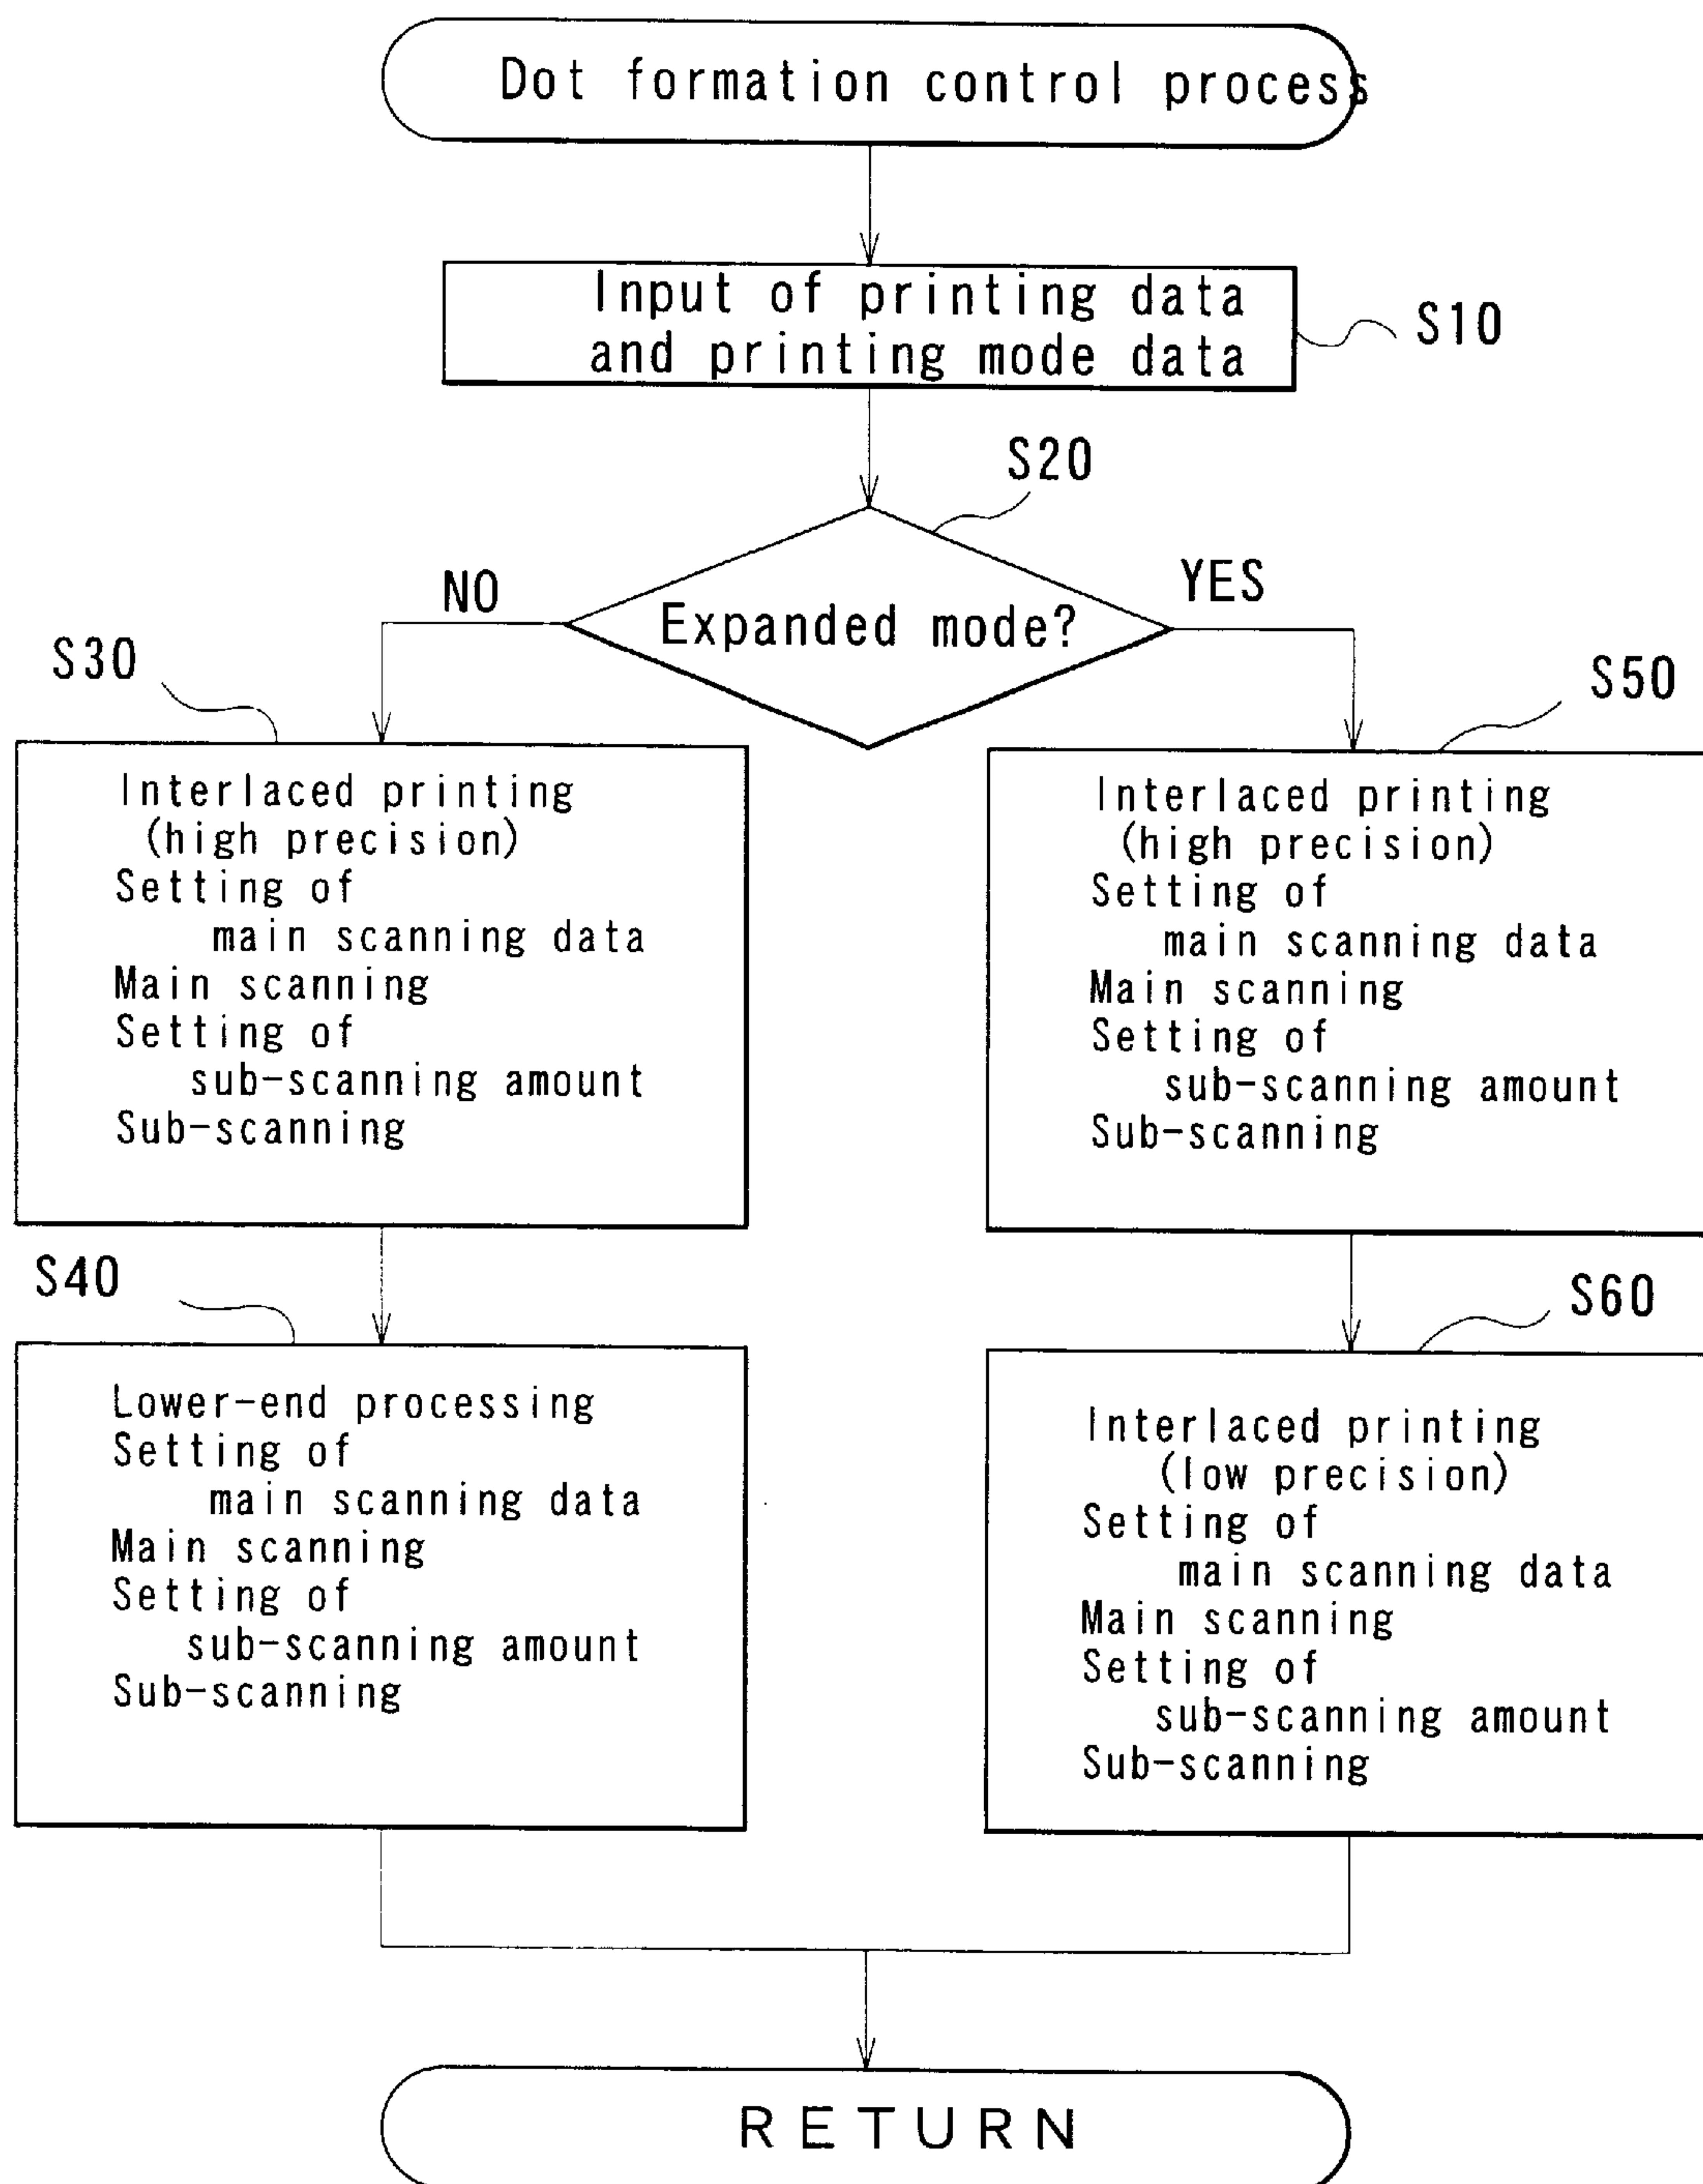 Dot formation control process
Input of printing data
and printing mode data
S10
S20
NO
YES
Expanded mode?
S30
Interlaced printing
(high precision)
Setting of
main scanning data
Main scanning
Setting of
sub-scanning amount
Sub-scanning
S50
Interlaced printing
(high precision)
Setting of
main scanning data
Main scanning
Setting of
sub-scanning amount
Sub-scanning
S40
Lower-end processing
Setting of
main scanning data
Main scanning
Setting of
sub-scanning amount
Sub-scanning
S60
Interlaced printing
(low precision)
Setting of
main scanning data
Main scanning
Setting of
sub-scanning amount
Sub-scanning
RETURN